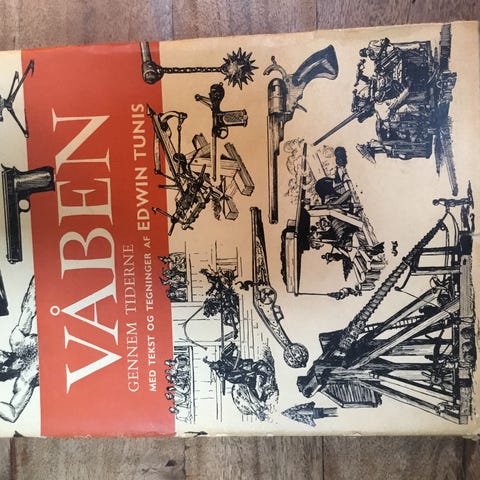 VÅBEN
GENNEM TIDERNE
MED TEKST OG TEGNINGER AF EDWIN TUNIS